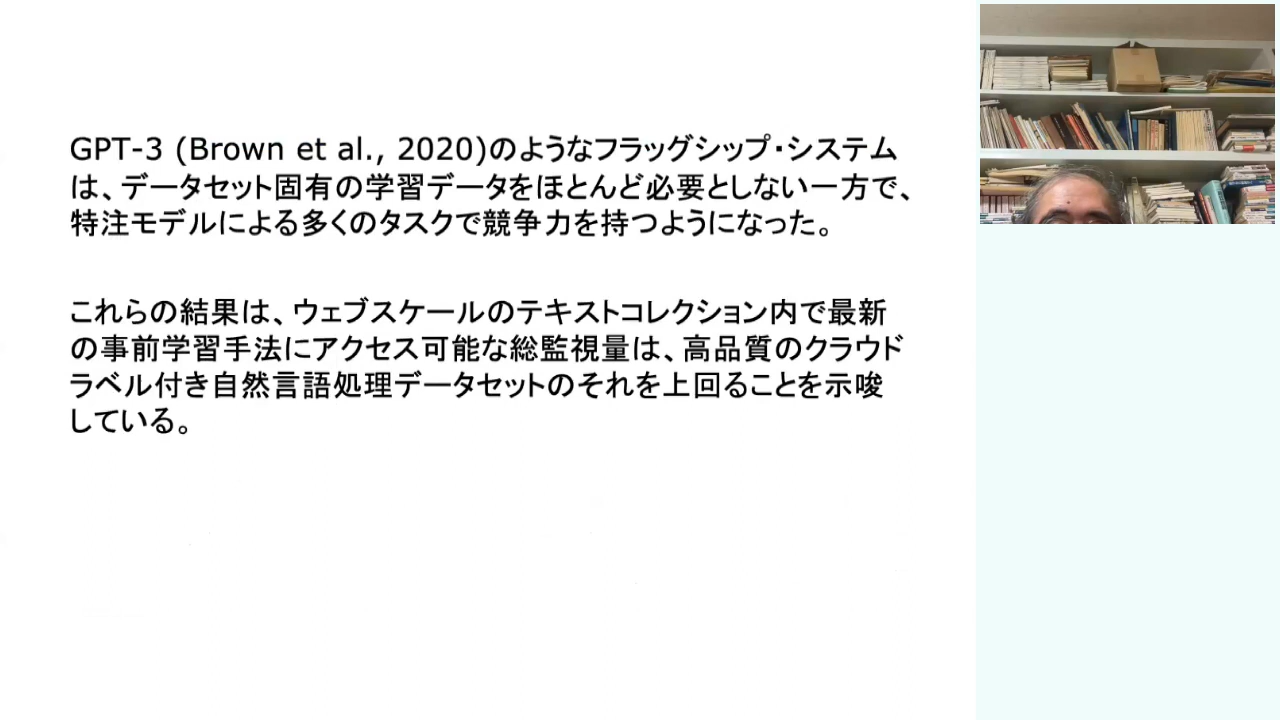 GPT-3 (Brown et al., 2020)のようなフラッグシップ・システム
は、データセット固有の学習データをほとんど必要としない一方で、
特注モデルによる多くのタスクで競争力を持つようになった。
これらの結果は、ウェブスケールのテキストコレクション内で最新
の事前学習手法にアクセス可能な総監視量は、高品質のクラウド
ラベル付き自然言語処理データセットのそれを上回ることを示唆
している。